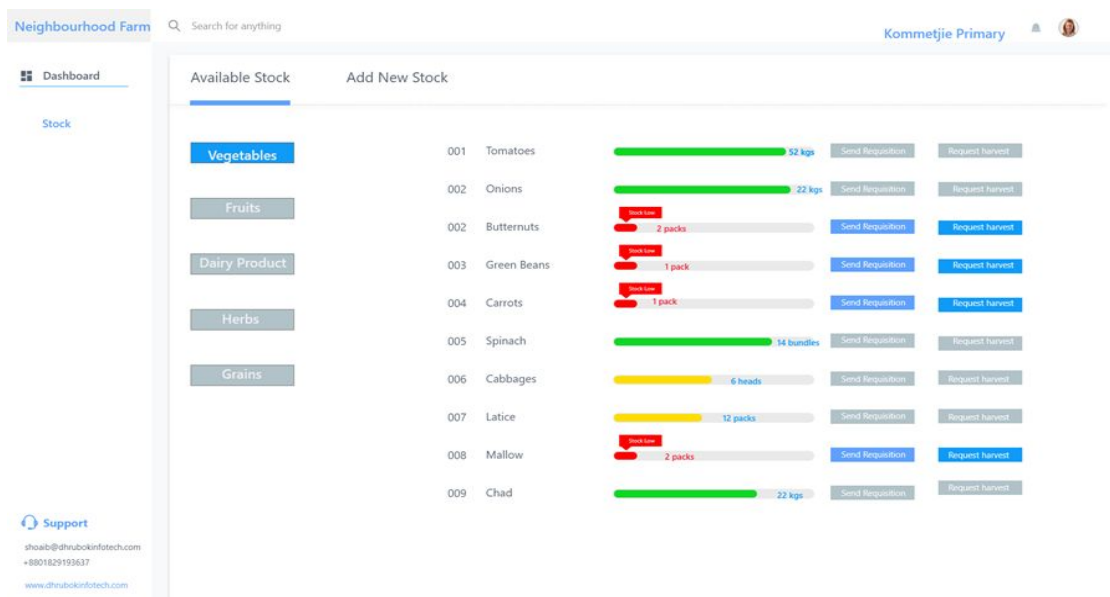 Neighbourhood Farm
Search for anything
Kommetjie Primary
Dashboard
Stock
Available Stock
Add New Stock
Vegetables
Fruits
Dairy Product
Herbs
Grains
001 Tomatoes 52 kgs Send Requisition Request harvest
002 Onions 22 kgs Send Requisition Request harvest
Stock Low
002 Butternuts 2 packs Send Requisition Request harvest
Stock Low
003 Green Beans 1 pack Send Requisition Request harvest
Stock Low
004 Carrots 1 pack Send Requisition Request harvest
005 Spinach 14 bundles Send Requisition Request harvest
006 Cabbages 6 heads Send Requisition Request harvest
007 Latice 12 packs Send Requisition Request harvest
Stock Low
008 Mallow 2 packs Send Requisition Request harvest
009 Chad 22 kgs Send Requisition Request harvest
Support
shoaib@dhrubokinfotech.com
+8801829193637
www.dhrubokinfotech.com